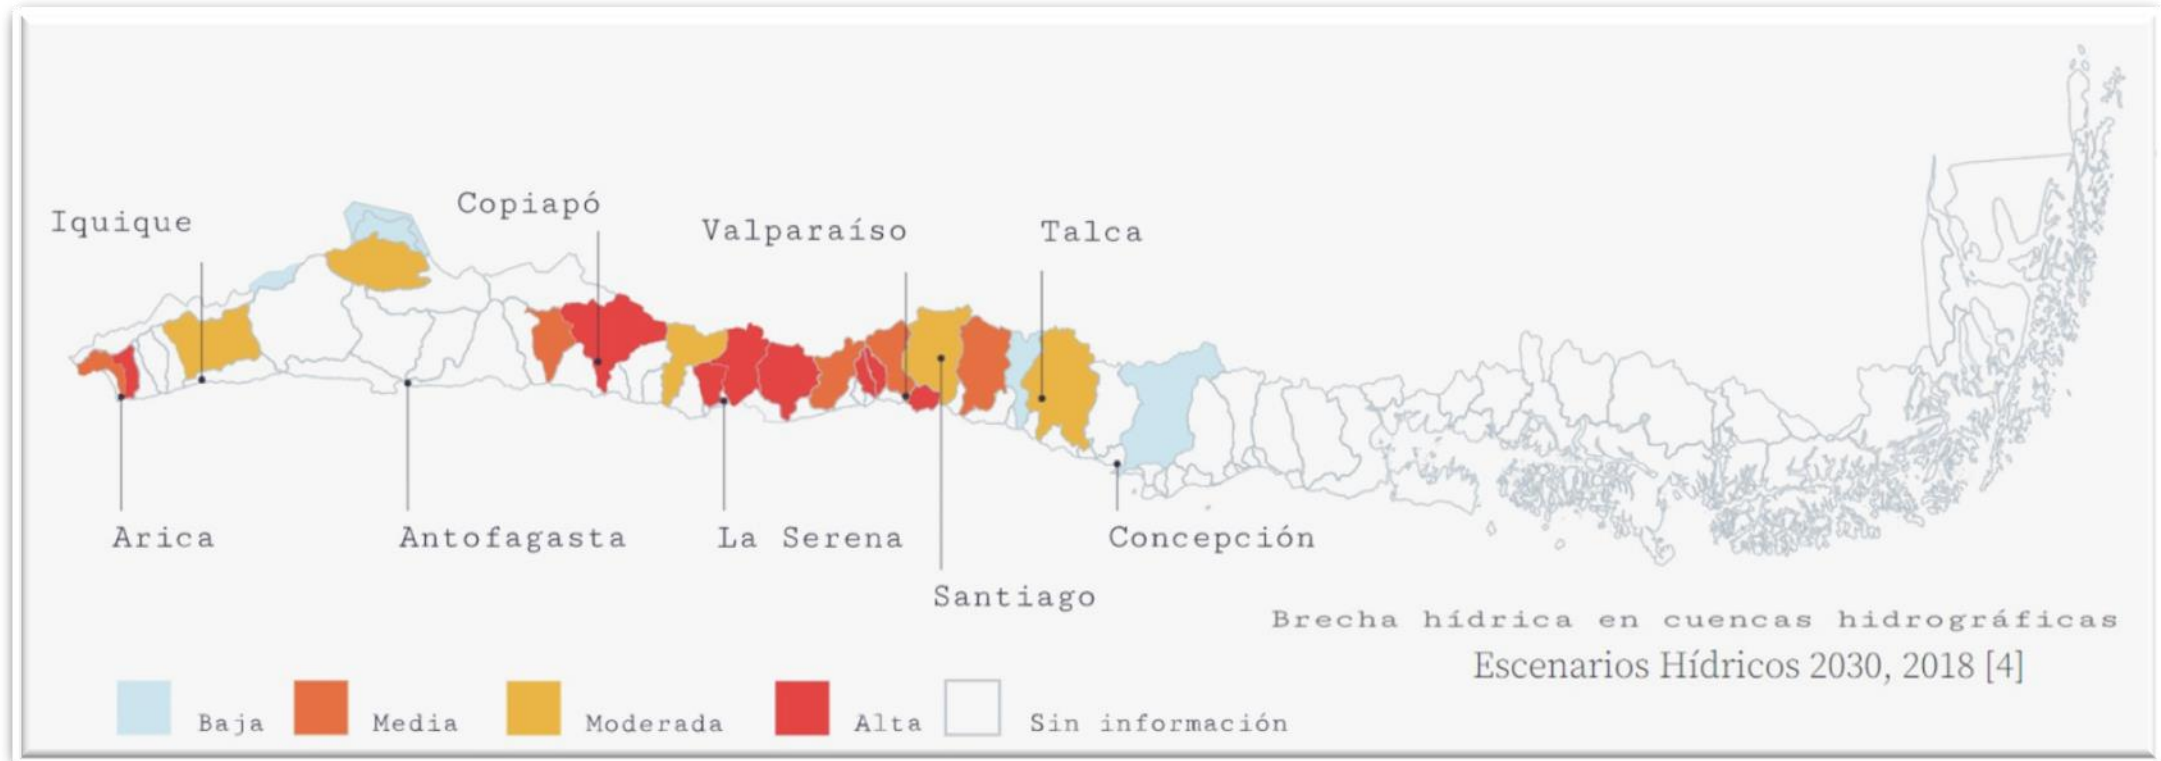 Copiapó
Iquique
Valparaíso
Talca
Arica
Antofagasta
La Serena
Concepción
Santiago
Brecha hídrica en cuencas hidrográficas
Escenarios Hídricos 2030, 2018 [4]
Baja
Media
Moderada
Alta
Sin información